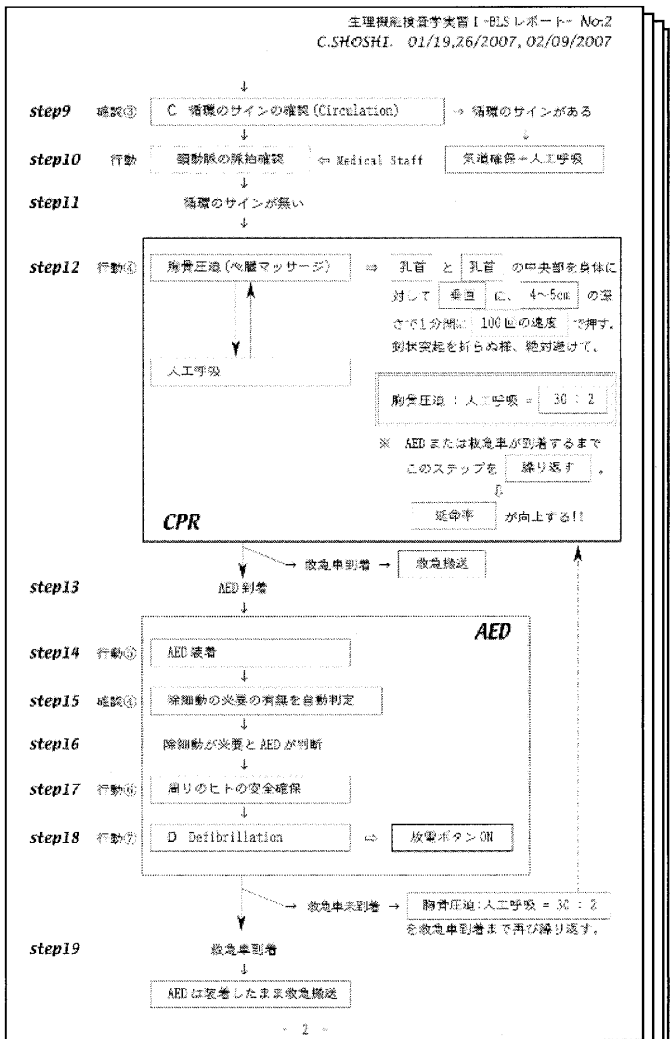 生理機能検査学実習Ⅰ-BLSレポート- No:2
C.SHOSHI. 01/19,26/2007, 02/09/2007
↓
step9 確認③ C 循環のサインの確認(Circulation) → 循環のサインがある
↓ ↓
step10 行動 頸動脈の脈拍確認 ⇐ Medical Staff 気道確保+人工呼吸
↓
step11 循環のサインが無い
↓
step12 行動④ 胸骨圧迫(心臓マッサージ) ⇒ 乳首 と 乳首 の中央部を身体に
対して 垂直 に、 4~5cm の深
さで1分間に 100回の速度 で押す。
剣状突起を折らぬ様、絶対避けて。
人工呼吸
胸骨圧迫 : 人工呼吸 = 30 : 2
※ AEDまたは救急車が到着するまで
このステップを 繰り返す 。
⇩
延命率 が向上する!!
CPR
→ 救急車到着 → 救急搬送
step13 AED到着
↓
AED
step14 行動⑤ AED装着
↓
step15 確認④ 除細動の必要の有無を自動判定
↓
step16 除細動が必要とAEDが判断
↓
step17 行動⑥ 周りのヒトの安全確保
↓
step18 行動⑦ D Defibrillation ⇨ 放電ボタンON
→ 救急車未到着 → 胸骨圧迫:人工呼吸 = 30 : 2
を救急車到着まで再び繰り返す。
step19 救急車到着
↓
AEDは装着したまま救急搬送
- 2 -